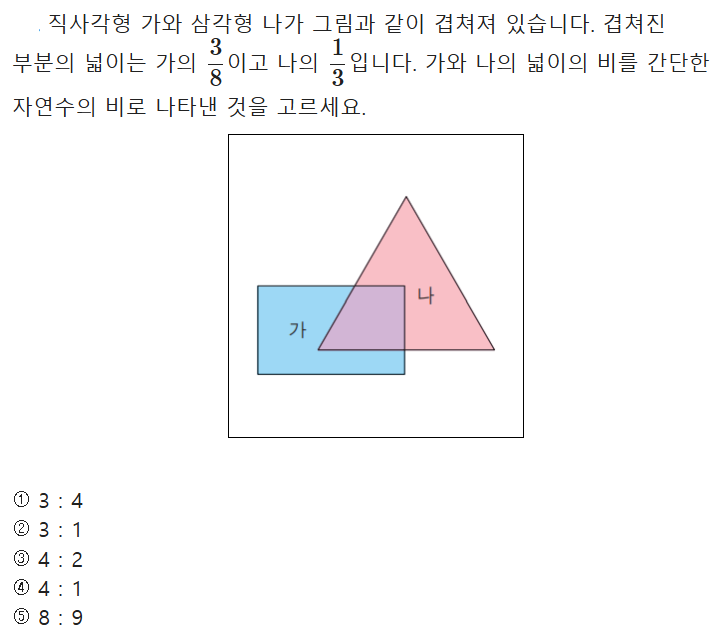 . 직사각형 가와 삼각형 나가 그림과 같이 겹쳐져 있습니다. 겹쳐진
부분의 넓이는 가의 3/8이고 나의 1/3입니다. 가와 나의 넓이의 비를 간단한
자연수의 비로 나타낸 것을 고르세요.
나
가
① 3 : 4
② 3 : 1
③ 4 : 2
④ 4 : 1
⑤ 8 : 9